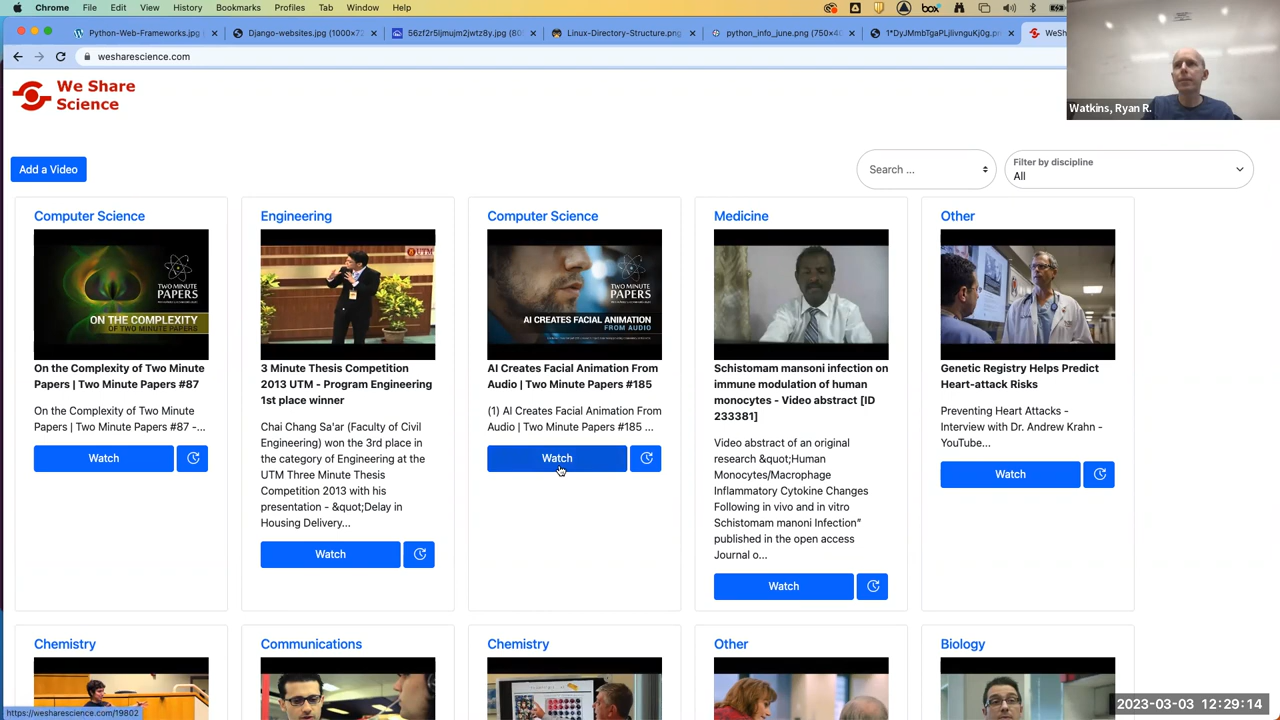 Chrome File Edit View History Bookmarks Profiles Tab Window Help
box
Python-Web-Frameworks.jpg
Django-websites.jpg (1000×72
56zf2r5ljmujm2jwtz8y.jpg (80
Linux-Directory-Structure.png
python_info_june.png (750×40
WeSh
wesharescience.com
Watkins, Ryan R.
We Share
Science
Add a Video
Search ...
Filter by discipline
All
Computer Science
TWO MINUTE
PAPERS
ON THE COMPLEXITY
OF TWO MINUTE PAPERS
On the Complexity of Two Minute
Papers | Two Minute Papers #87
On the Complexity of Two Minute
Papers | Two Minute Papers #87 -...
Watch
Engineering
UTM
3 Minute Thesis Competition
2013 UTM - Program Engineering
1st place winner
Chai Chang Sa'ar (Faculty of Civil
Engineering) won the 3rd place in
the category of Engineering at the
UTM Three Minute Thesis
Competition 2013 with his
presentation - &quot;Delay in
Housing Delivery...
Watch
Computer Science
TWO MINUTE
PAPERS
AI CREATES FACIAL ANIMATION
FROM AUDIO
AI Creates Facial Animation From
Audio | Two Minute Papers #185
(1) AI Creates Facial Animation From
Audio | Two Minute Papers #185 ...
Watch
Medicine
Schistomam mansoni infection on
immune modulation of human
monocytes - Video abstract [ID
233381]
Video abstract of an original
research &quot;Human
Monocytes/Macrophage
Inflammatory Cytokine Changes
Following in vivo and in vitro
Schistomam manoni Infection”
published in the open access
Journal o...
Watch
Other
Genetic Registry Helps Predict
Heart-attack Risks
Preventing Heart Attacks -
Interview with Dr. Andrew Krahn -
YouTube...
Watch
Chemistry
Communications
Chemistry
Other
Biology
https://wesharescience.com/19802
2023-03-03 12:29:14